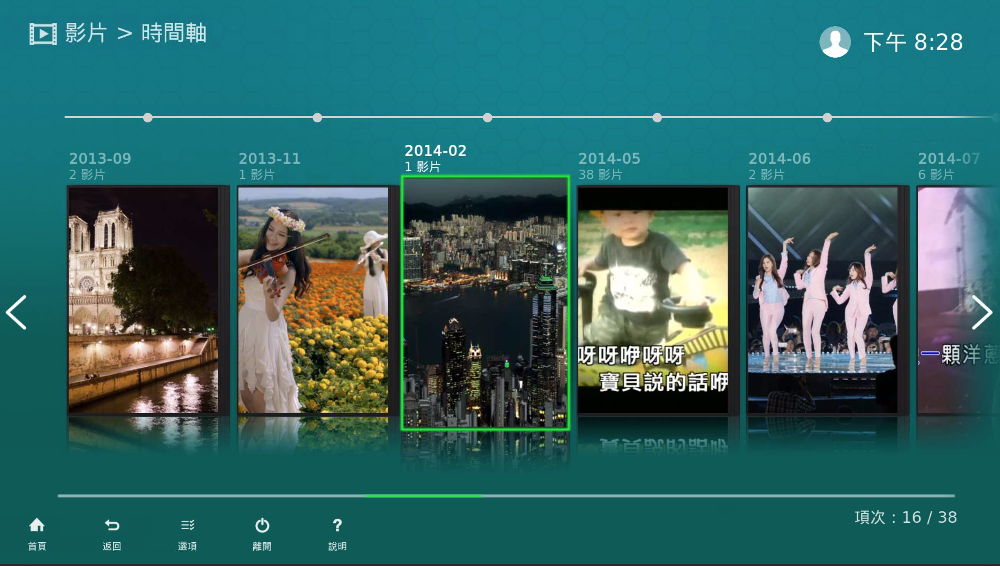 影片 > 時間軸
下午 8:28
2013-09
2 影片
2013-11
1 影片
2014-02
1 影片
2014-05
38 影片
2014-06
2 影片
2014-07
6 影片
呀呀咿呀呀
寶貝説的話咿
一顆洋蔥
項次：16 / 38
首頁
返回
選項
離開
說明